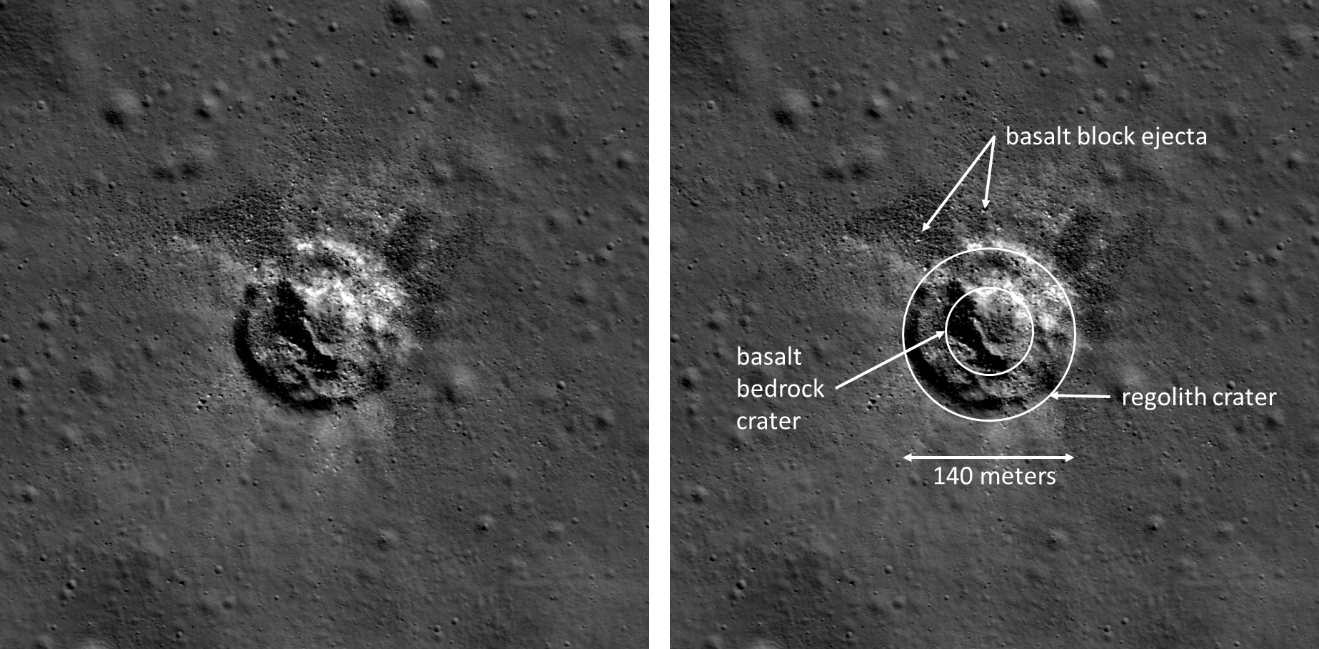 basalt block ejecta
basalt
bedrock
crater
regolith crater
140 meters